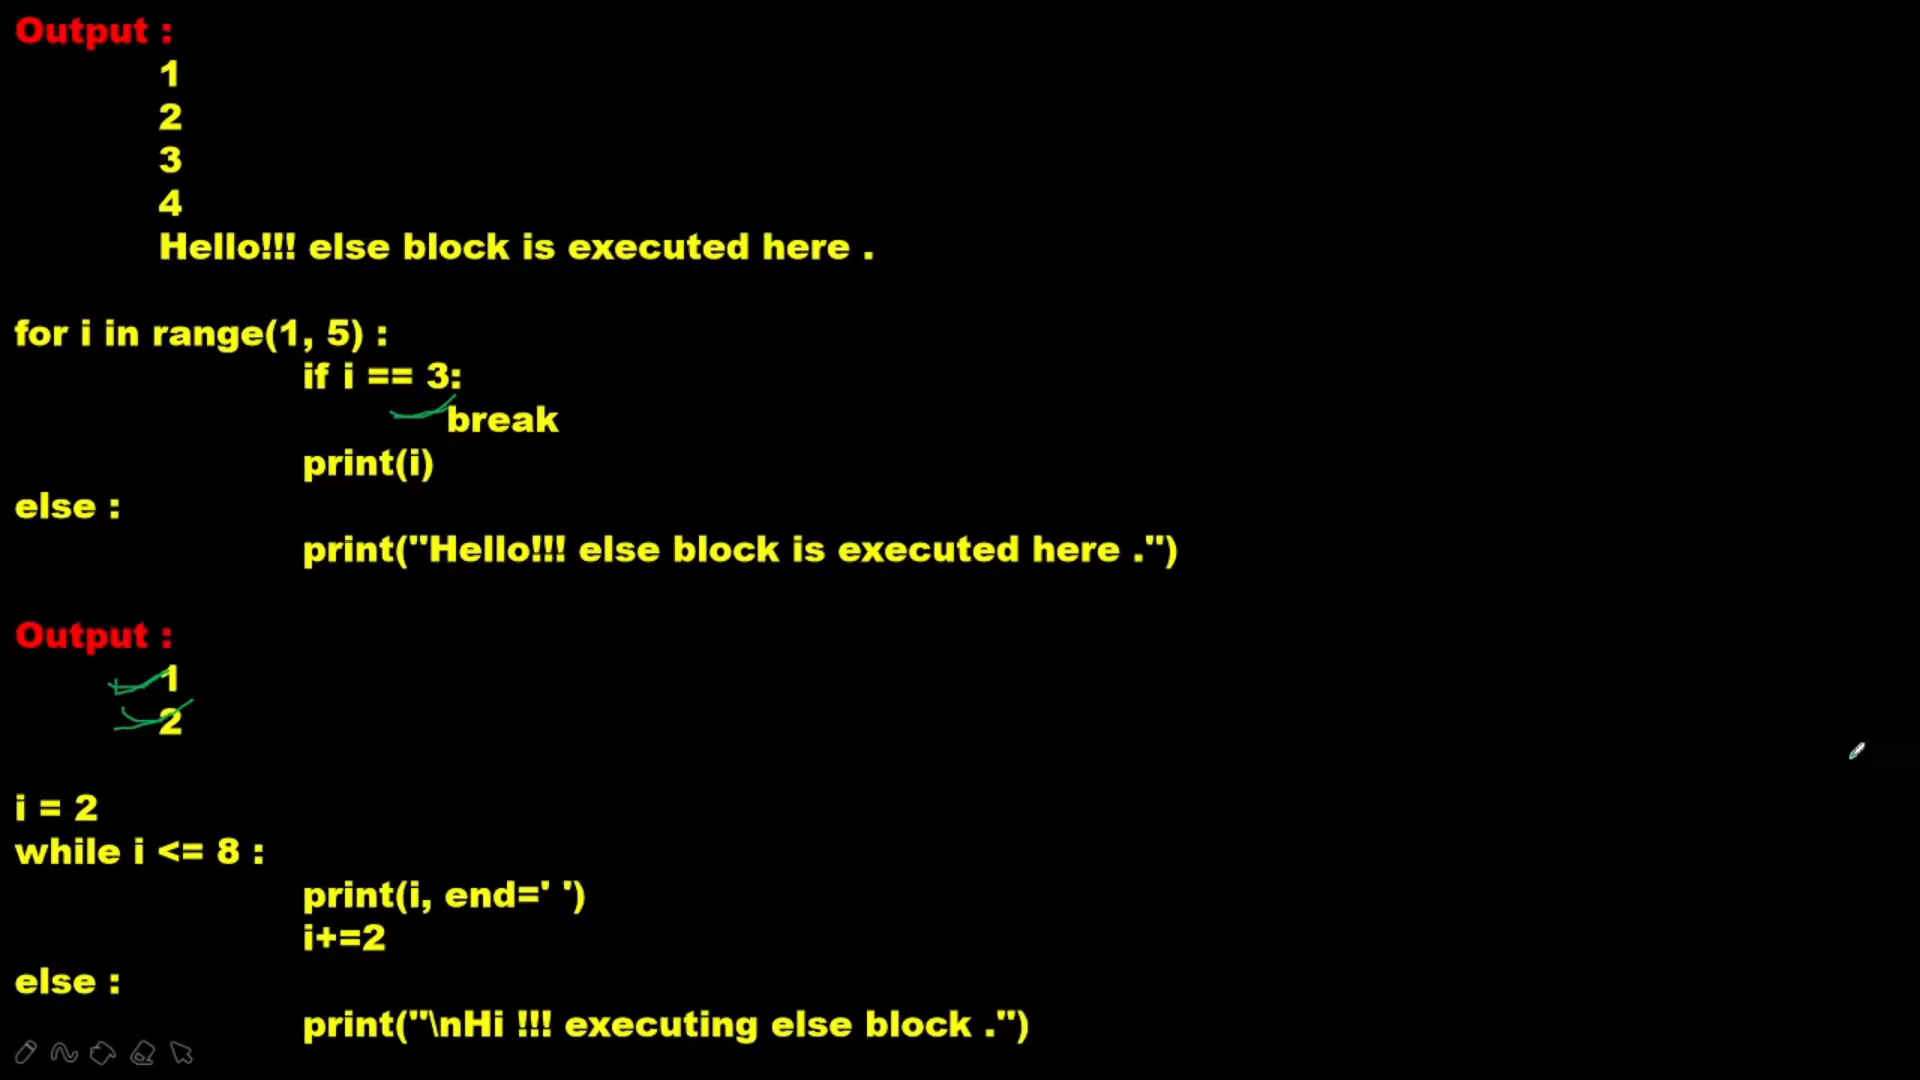 Output :
1
2
3
4
Hello!!! else block is executed here .
for i in range(1, 5) :
if i == 3:
break
print(i)
else :
print("Hello!!! else block is executed here .")
Output :
1
2
i = 2
while i <= 8 :
print(i, end=' ')
i+=2
else :
print("\nHi !!! executing else block .")